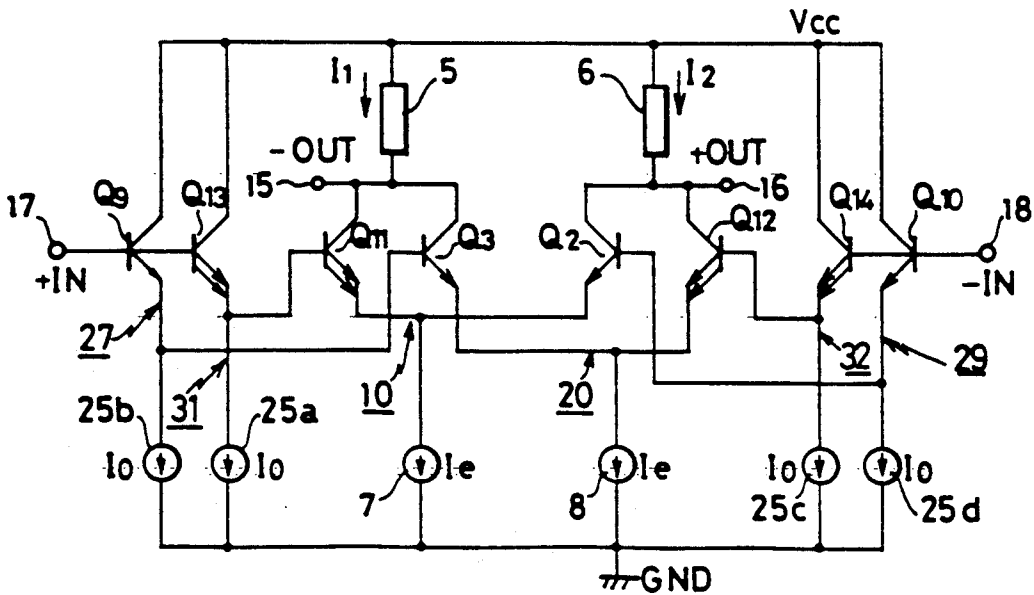 Vcc
I1 5 6 I2
-OUT +OUT
15 16
Q9 Q13 Q14 Q10
17 18
Q11 Q3 Q2 Q12
+IN -IN
27 32 29
31 10 20
25b 25a
I0 I0 Ie Ie I0 I0
7 8 25c 25d
GND